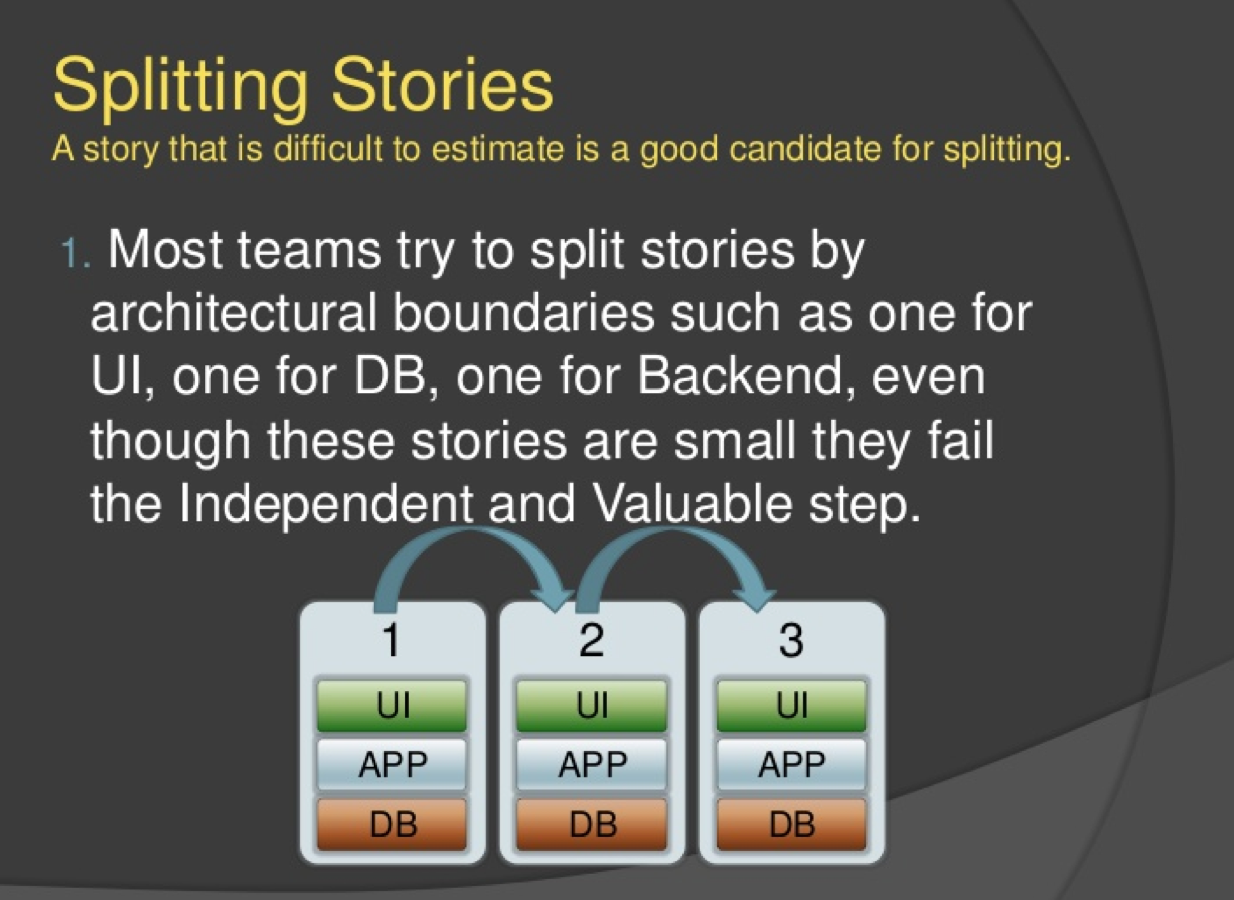 Splitting Stories
A story that is difficult to estimate is a good candidate for splitting.
1. Most teams try to split stories by
architectural boundaries such as one for
UI, one for DB, one for Backend, even
though these stories are small they fail
the Independent and Valuable step.
1 2 3
UI UI UI
APP APP APP
DB DB DB